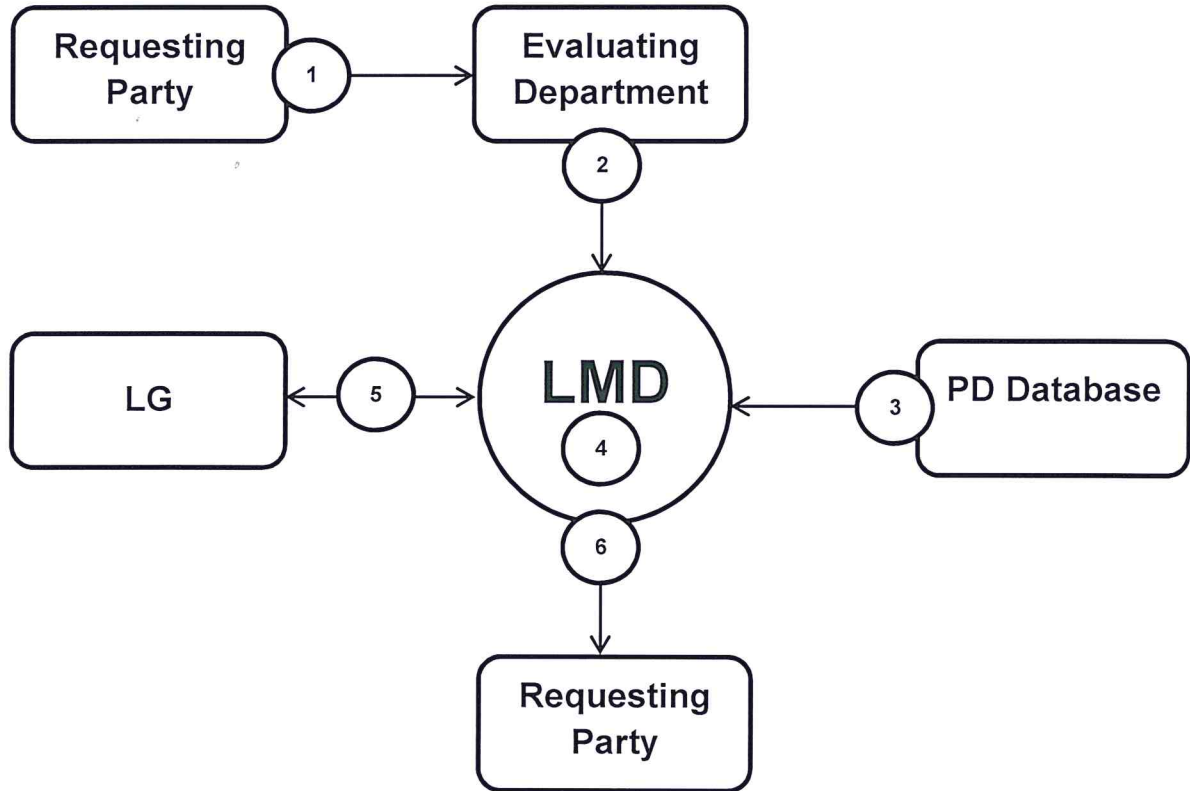 Requesting
Party
1
Evaluating
Department
2
LG
5
LMD
4
3
PD Database
6
Requesting
Party